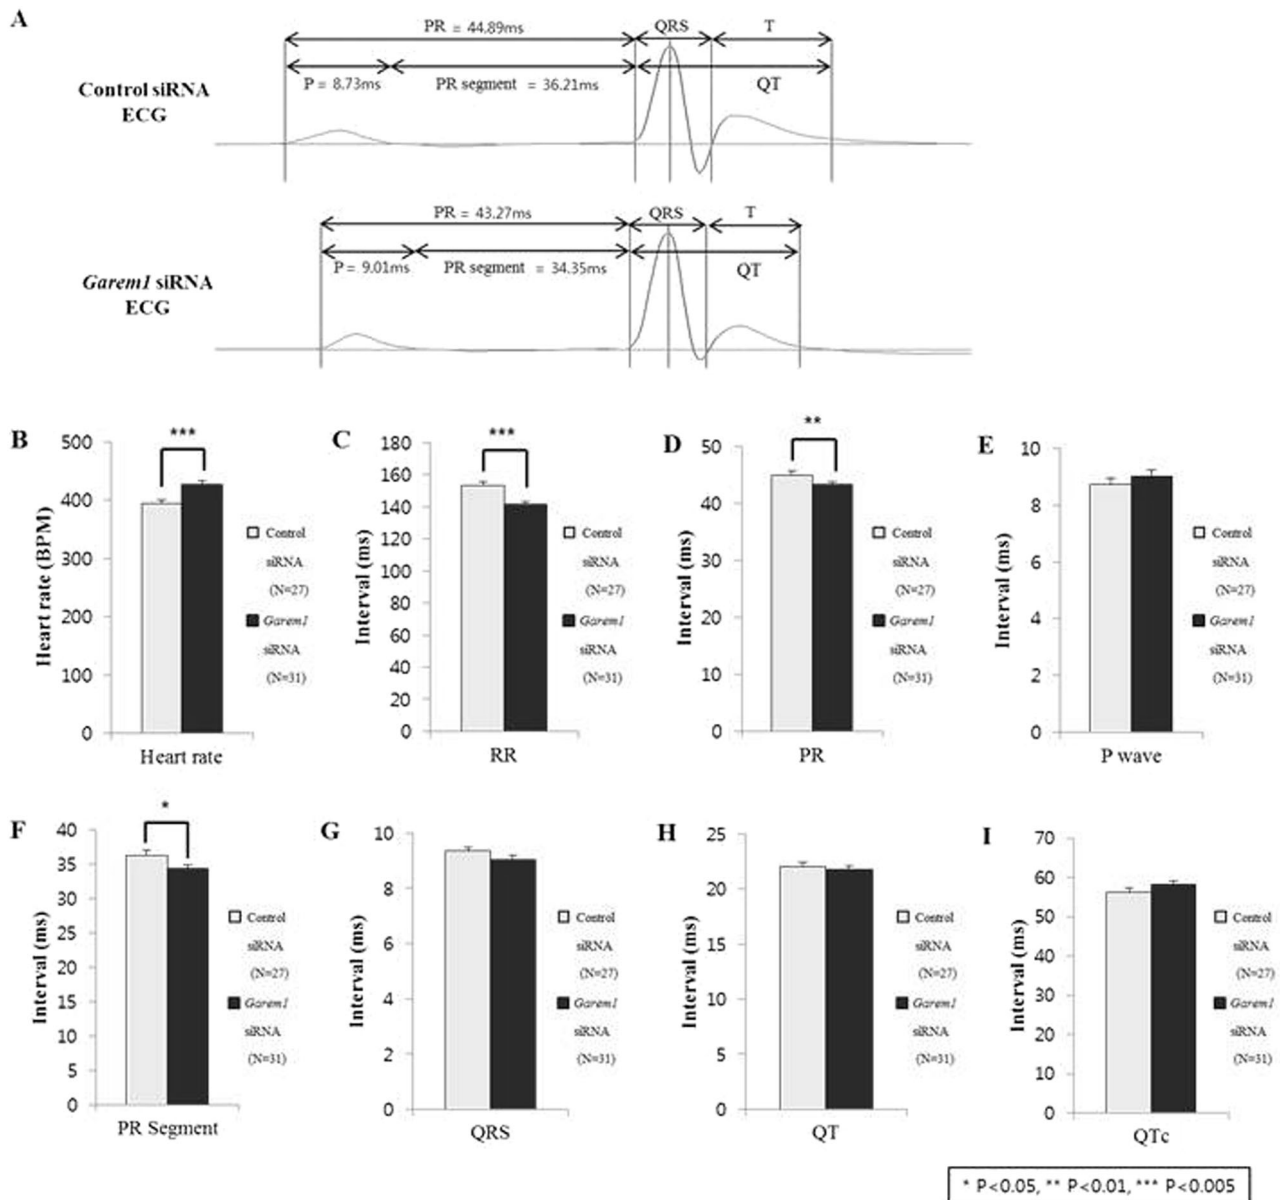 A
PR = 44.89ms
QRS
T
P = 8.73ms
PR segment = 36.21ms
QT
Control siRNA
ECG
PR = 43.27ms
QRS
T
P = 9.01ms
PR segment = 34.35ms
QT
Garem1 siRNA
ECG
B
***
Heart rate (BPM)
500
400
300
200
100
0
Heart rate
Control
siRNA
(N=27)
Garem1
siRNA
(N=31)
C
***
Interval (ms)
180
160
140
120
100
80
60
40
20
0
RR
Control
siRNA
(N=27)
Garem1
siRNA
(N=31)
D
**
Interval (ms)
50
40
30
20
10
0
PR
Control
siRNA
(N=27)
Garem1
siRNA
(N=31)
E
Interval (ms)
10
8
6
4
2
0
P wave
Control
siRNA
(N=27)
Garem1
siRNA
(N=31)
F
*
Interval (ms)
40
35
30
25
20
15
10
5
0
PR Segment
Control
siRNA
(N=27)
Garem1
siRNA
(N=31)
G
Interval (ms)
10
8
6
4
2
0
QRS
Control
siRNA
(N=27)
Garem1
siRNA
(N=31)
H
Interval (ms)
25
20
15
10
5
0
QT
Control
siRNA
(N=27)
Garem1
siRNA
(N=31)
I
Interval (ms)
70
60
50
40
30
20
10
0
QTc
Control
siRNA
(N=27)
Garem1
siRNA
(N=31)
* P<0.05, ** P<0.01, *** P<0.005